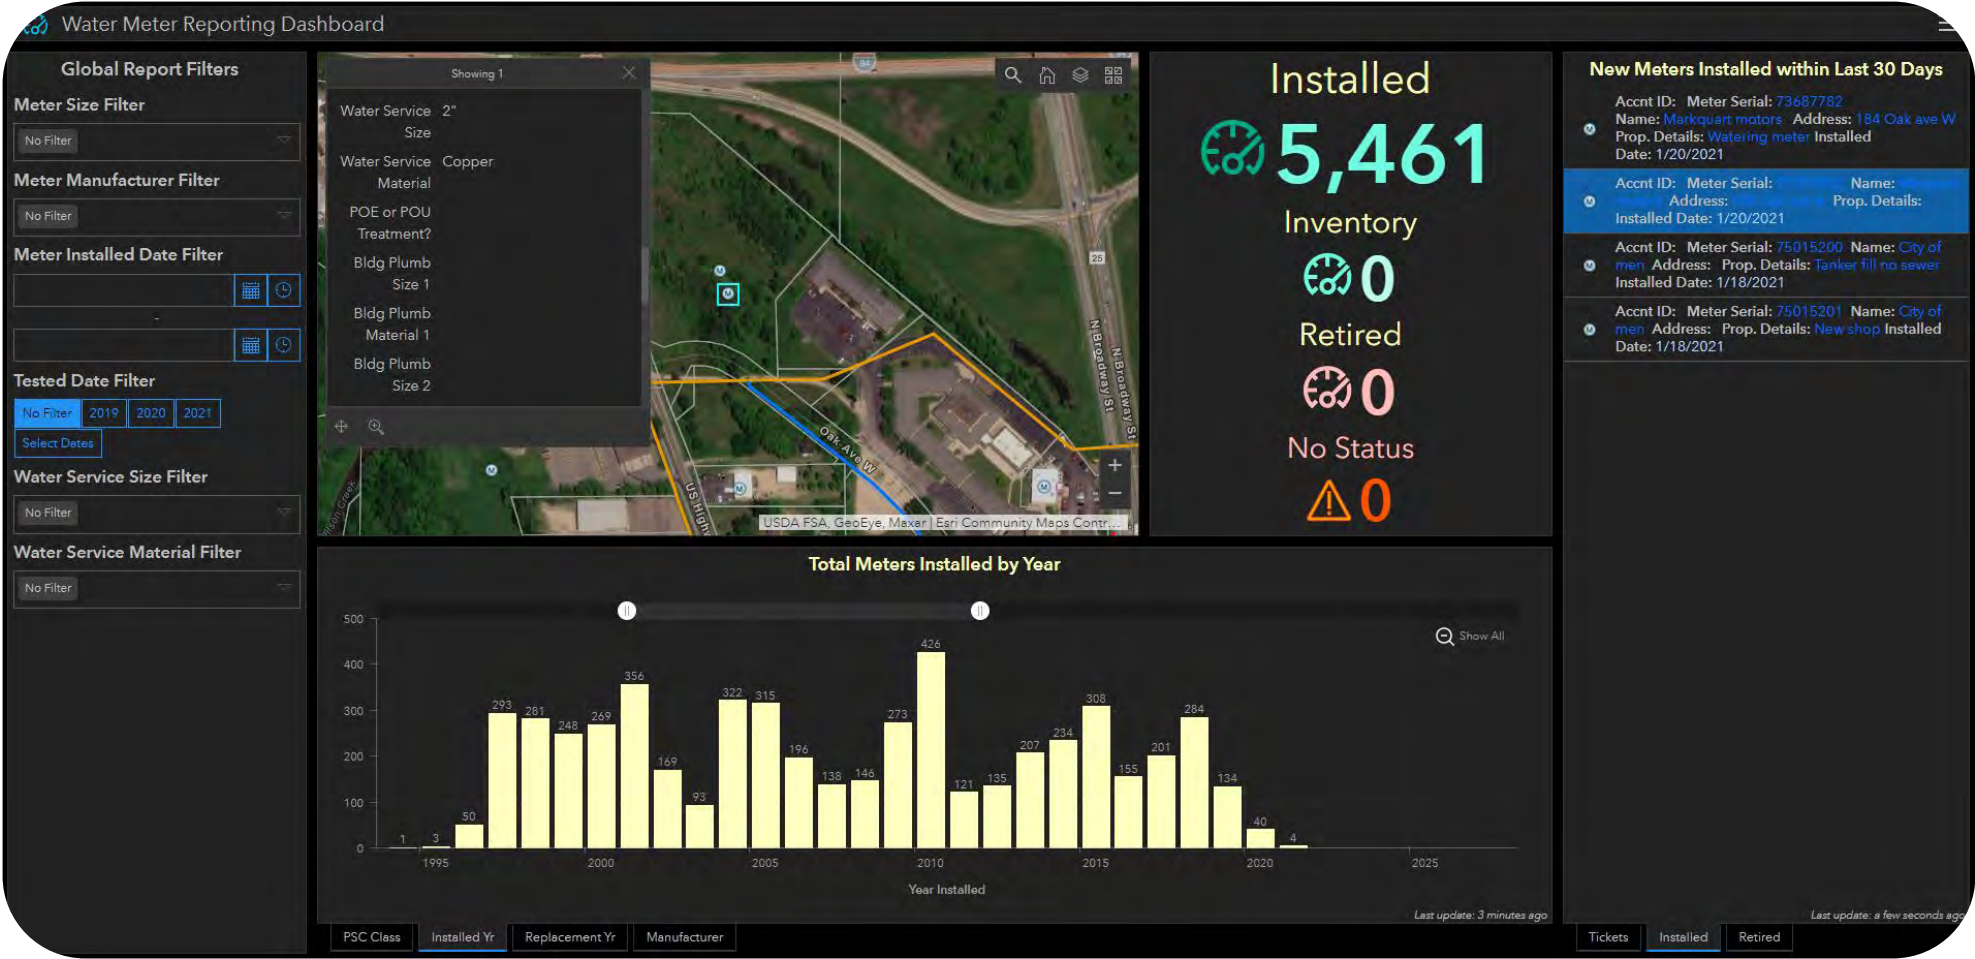 Water Meter Reporting Dashboard
Global Report Filters
Meter Size Filter
No Filter
Meter Manufacturer Filter
No Filter
Meter Installed Date Filter
-
Tested Date Filter
No Filter
2019
2020
2021
Select Dates
Water Service Size Filter
No Filter
Water Service Material Filter
No Filter
Showing 1
Water Service 2"
Size
Water Service Copper
Material
POE or POU
Treatment?
Bldg Plumb
Size 1
Bldg Plumb
Material 1
Bldg Plumb
Size 2
84
25
N Broadway St
N Broadway St
Oak Ave W
US Highw
Creek
USDA FSA, GeoEye, Maxar | Esri Community Maps Contr...
Installed
5,461
Inventory
0
Retired
0
No Status
0
New Meters Installed within Last 30 Days
Accnt ID: Meter Serial: 73687782
Name: Markquart motors Address: 184 Oak ave W
Prop. Details: Watering meter Installed
Date: 1/20/2021
Accnt ID: Meter Serial: Name:
Address: Prop. Details:
Installed Date: 1/20/2021
Accnt ID: Meter Serial: 75015200 Name: City of
men Address: Prop. Details: Tanker fill no sewer
Installed Date: 1/18/2021
Accnt ID: Meter Serial: 75015201 Name: City of
men Address: Prop. Details: New shop Installed
Date: 1/18/2021
Total Meters Installed by Year
Show All
500
400
300
200
100
0
1
3
50
293
281
248
269
356
169
93
322
315
196
138
146
273
426
121
135
207
234
308
155
201
284
134
40
4
1995
2000
2005
2010
2015
2020
2025
Year Installed
Last update: 3 minutes ago
Last update: a few seconds ago
PSC Class
Installed Yr
Replacement Yr
Manufacturer
Tickets
Installed
Retired